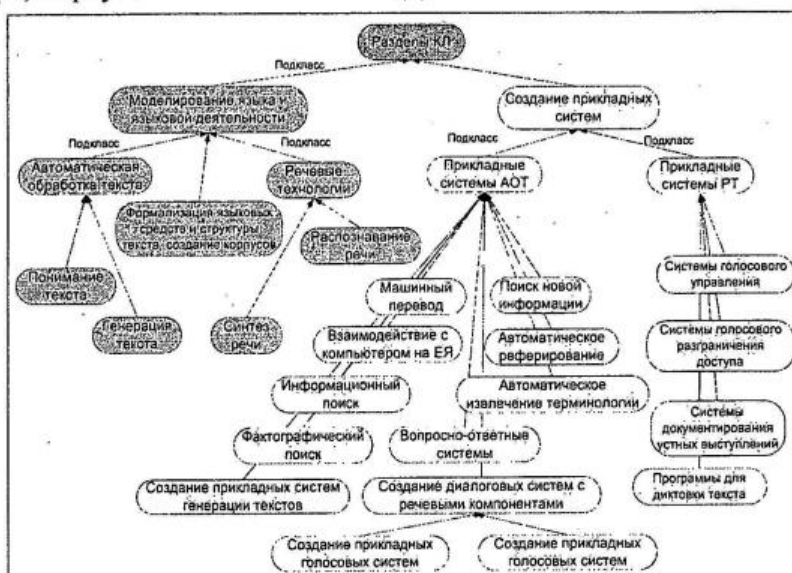 Разделы КЛ
Подкласс
Подкласс
Моделирование языка и
языковой деятельности
Создание прикладных
систем
Подкласс
Подкласс
Подкласс
Подкласс
Автоматическая
обработка текста
Речевые
технологии
Прикладные
системы АОТ
Прикладные
системы РТ
Формализация языковых
средств и структуры
текста, создание корпусов
Распознавание
речи
Понимание
текста
Генерация
текста
Синтез
речи
Машинный
перевод
Поиск новой
информации
Системы голосового
управления
Взаимодействие с
компьютером на ЕЯ
Автоматическое
реферирование
Системы голосового
разграничения
доступа
Информационный
поиск
Автоматическое
извлечение терминологии
Фактографический
поиск
Вопросно-ответные
системы
Системы
документирования
устных выступлений
Создание прикладных систем
генерации текстов
Создание диалоговых систем с
речевыми компонентами
Программы для
диктовки текста
Создание прикладных
голосовых систем
Создание прикладных
голосовых систем